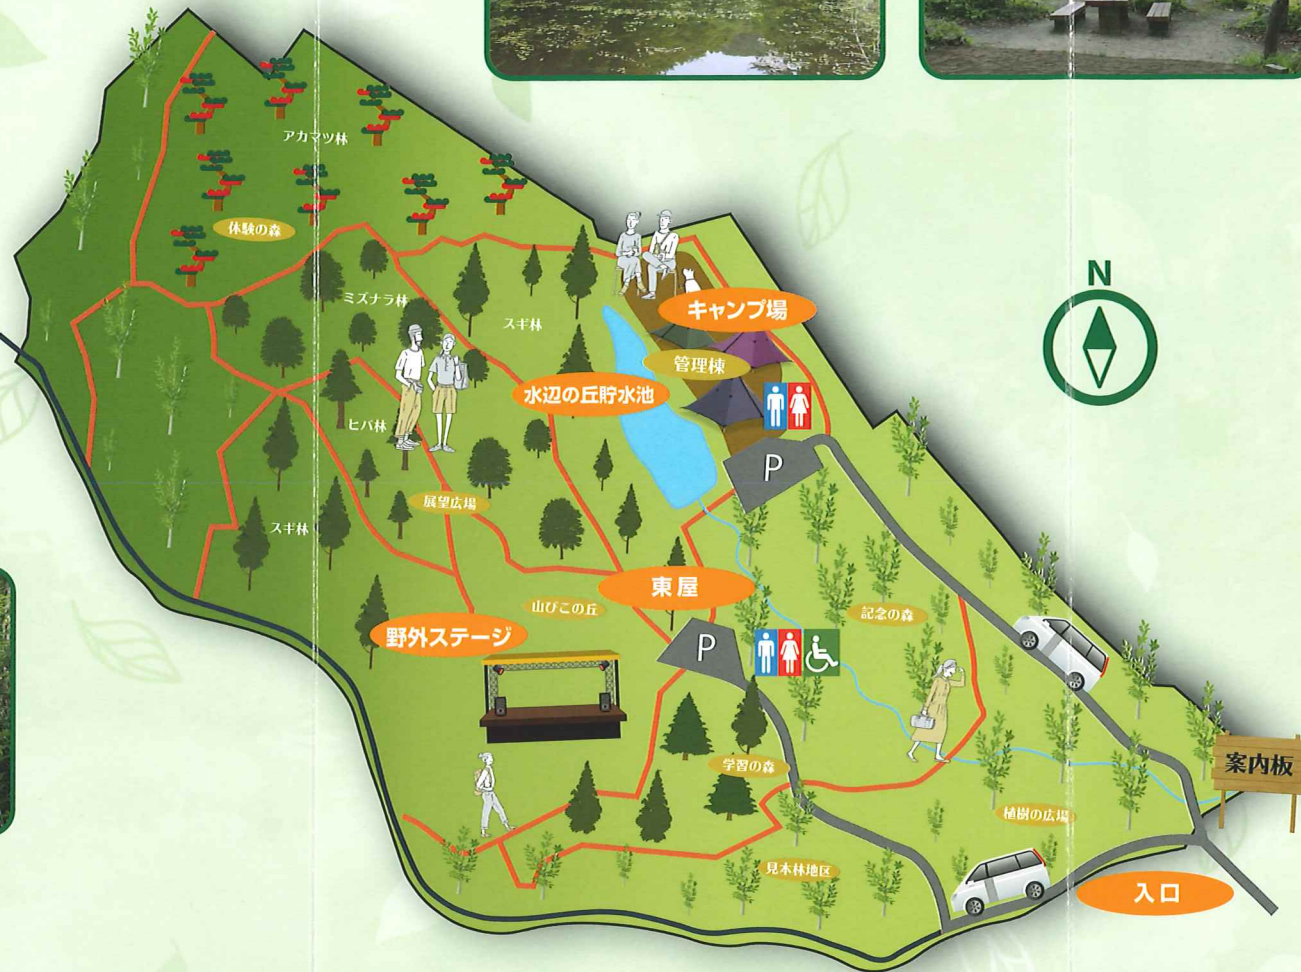 アカマツ林
体験の森
N
ミズナラ林
キャンプ場
スギ林
管理棟
水辺の丘貯水池
ヒバ林
P
展望広場
スギ林
東屋
山びこの丘
記念の森
野外ステージ
P
学習の森
案内板
植樹の広場
見本林地区
入口